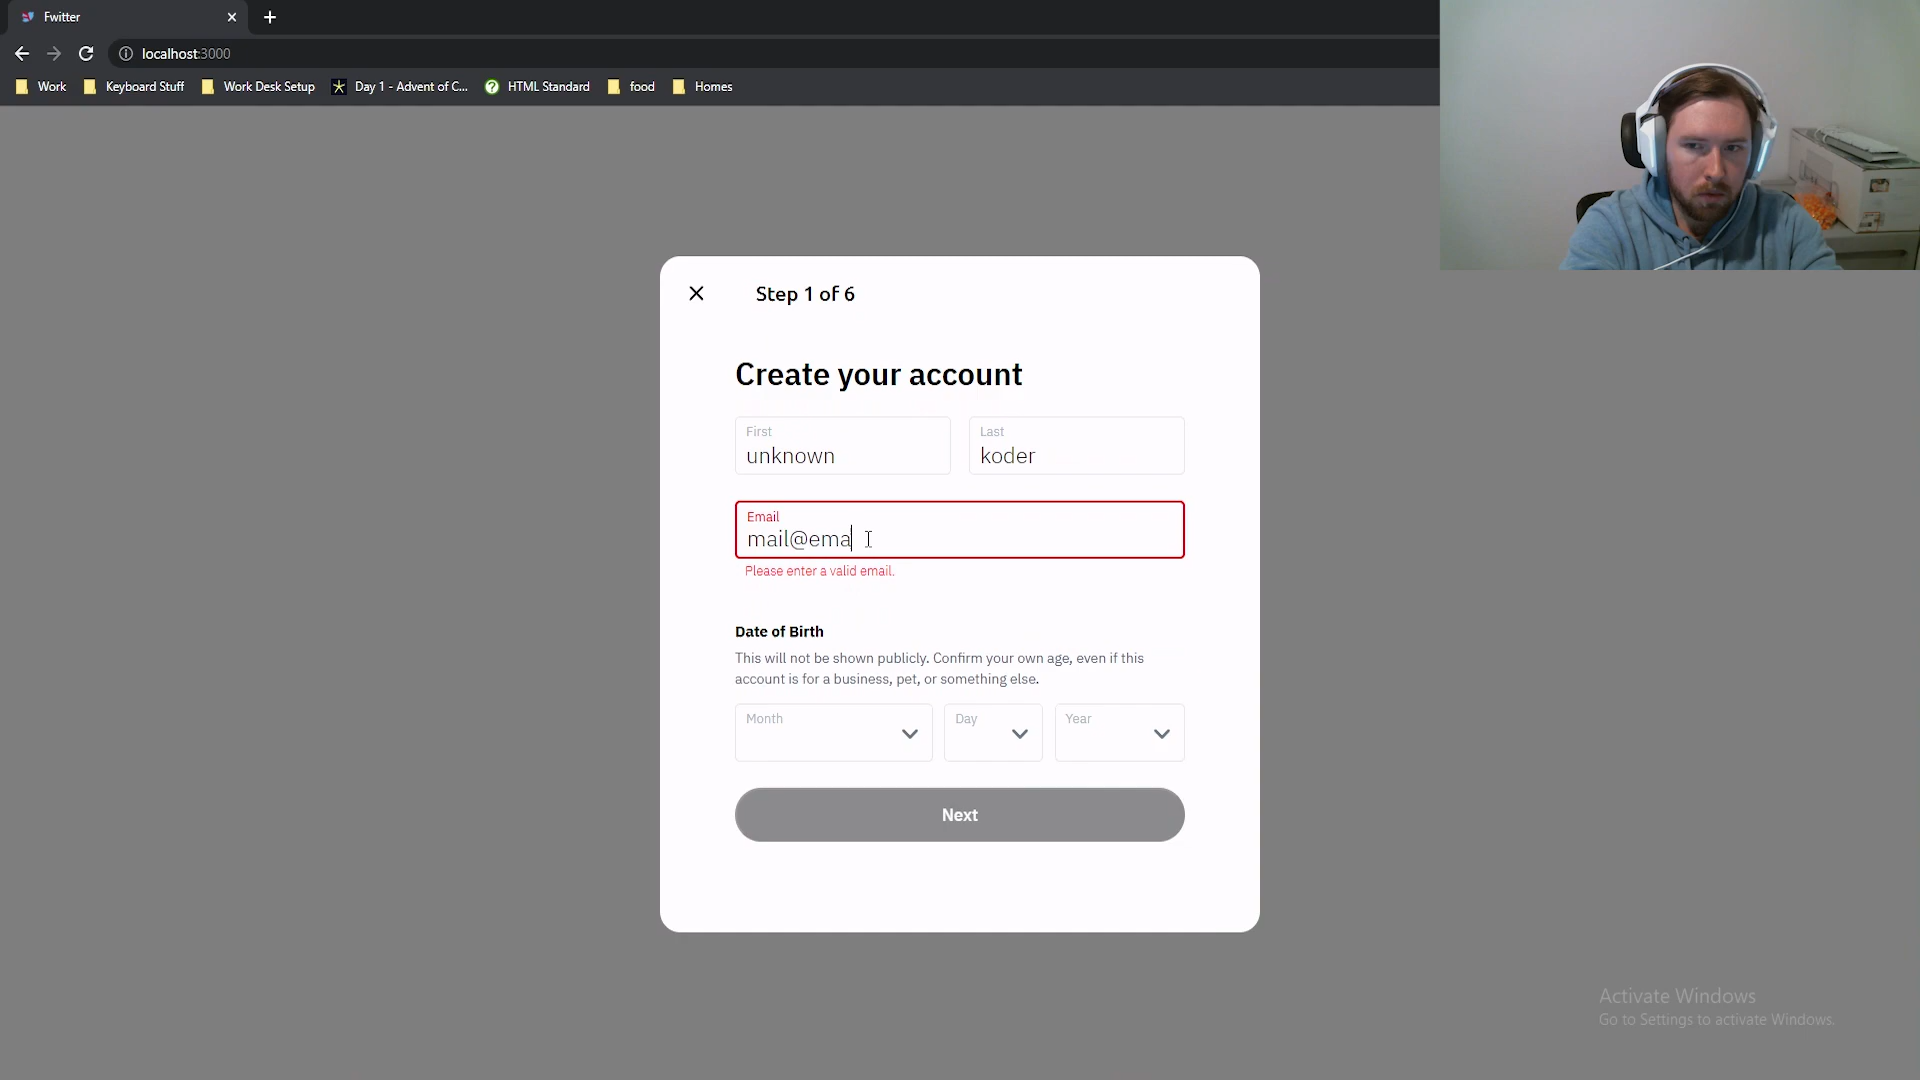 Fwitter
localhost:3000
Work
Keyboard Stuff
Work Desk Setup
Day 1 - Advent of C...
HTML Standard
food
Homes
Step 1 of 6
Create your account
First
unknown
Last
koder
Email
mail@ema
Please enter a valid email.
Date of Birth
This will not be shown publicly. Confirm your own age, even if this
account is for a business, pet, or something else.
Month
Day
Year
Next
Activate Windows
Go to Settings to activate Windows.